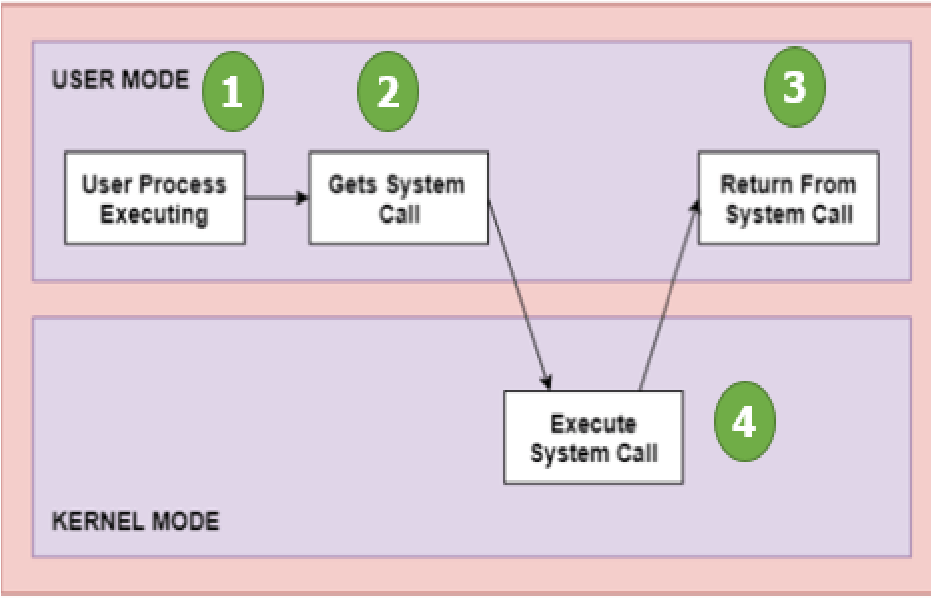 USER MODE
1
2
3
User Process
Executing
Gets System
Call
Return From
System Call
Execute
System Call
4
KERNEL MODE